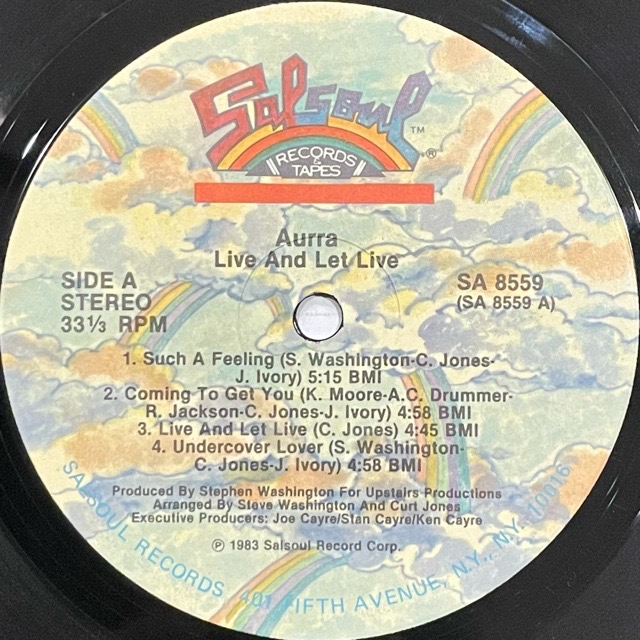 Salsoul
TM
®
RECORDS
&
TAPES
Aurra
Live And Let Live
SIDE A
STEREO
33⅓ RPM
SA 8559
(SA 8559 A)
1. Such A Feeling (S. Washington-C. Jones-
J. Ivory) 5:15 BMI
2. Coming To Get You (K. Moore-A.C. Drummer-
R. Jackson-C. Jones-J. Ivory) 4:58 BMI
3. Live And Let Live (C. Jones) 4:45 BMI
4. Undercover Lover (S. Washington-
C. Jones-J. Ivory) 4:58 BMI
Produced By Stephen Washington For Upstairs Productions
Arranged By Steve Washington And Curt Jones
Executive Producers: Joe Cayre/Stan Cayre/Ken Cayre
℗ 1983 Salsoul Record Corp.
SALSOUL RECORDS, 401 FIFTH AVENUE, N.Y., N.Y. 10016